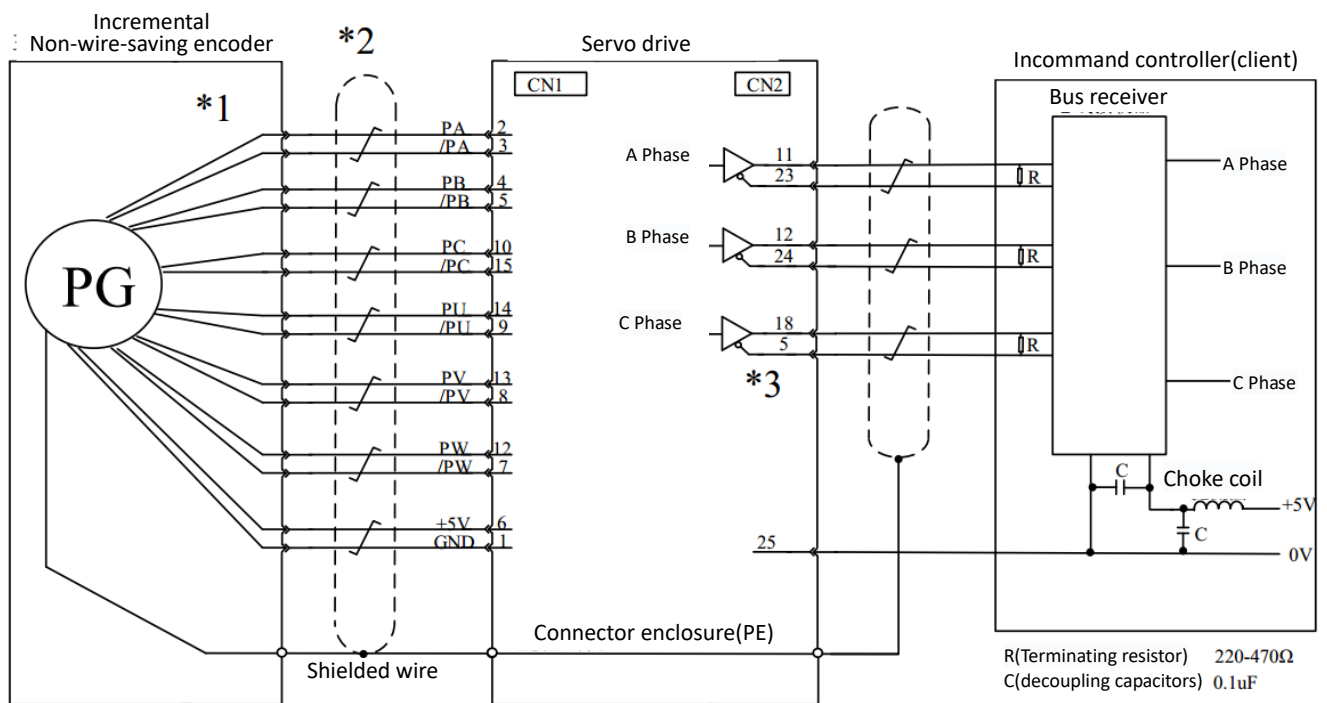 Incremental
Non-wire-saving encoder
*2
Servo drive
Incommand controller(client)
*1
CN1
CN2
Bus receiver
PA 2
/PA 3
PB 4
/PB 5
PC 10
/PC 15
PU 14
/PU 9
PV 13
/PV 8
PW 12
/PW 7
+5V 6
GND 1
PG
A Phase
11
23
R
A Phase
B Phase
12
24
R
B Phase
C Phase
18
5
R
C Phase
*3
C
Choke coil
+5V
C
25
0V
Connector enclosure(PE)
Shielded wire
R(Terminating resistor) 220-470Ω
C(decoupling capacitors) 0.1uF